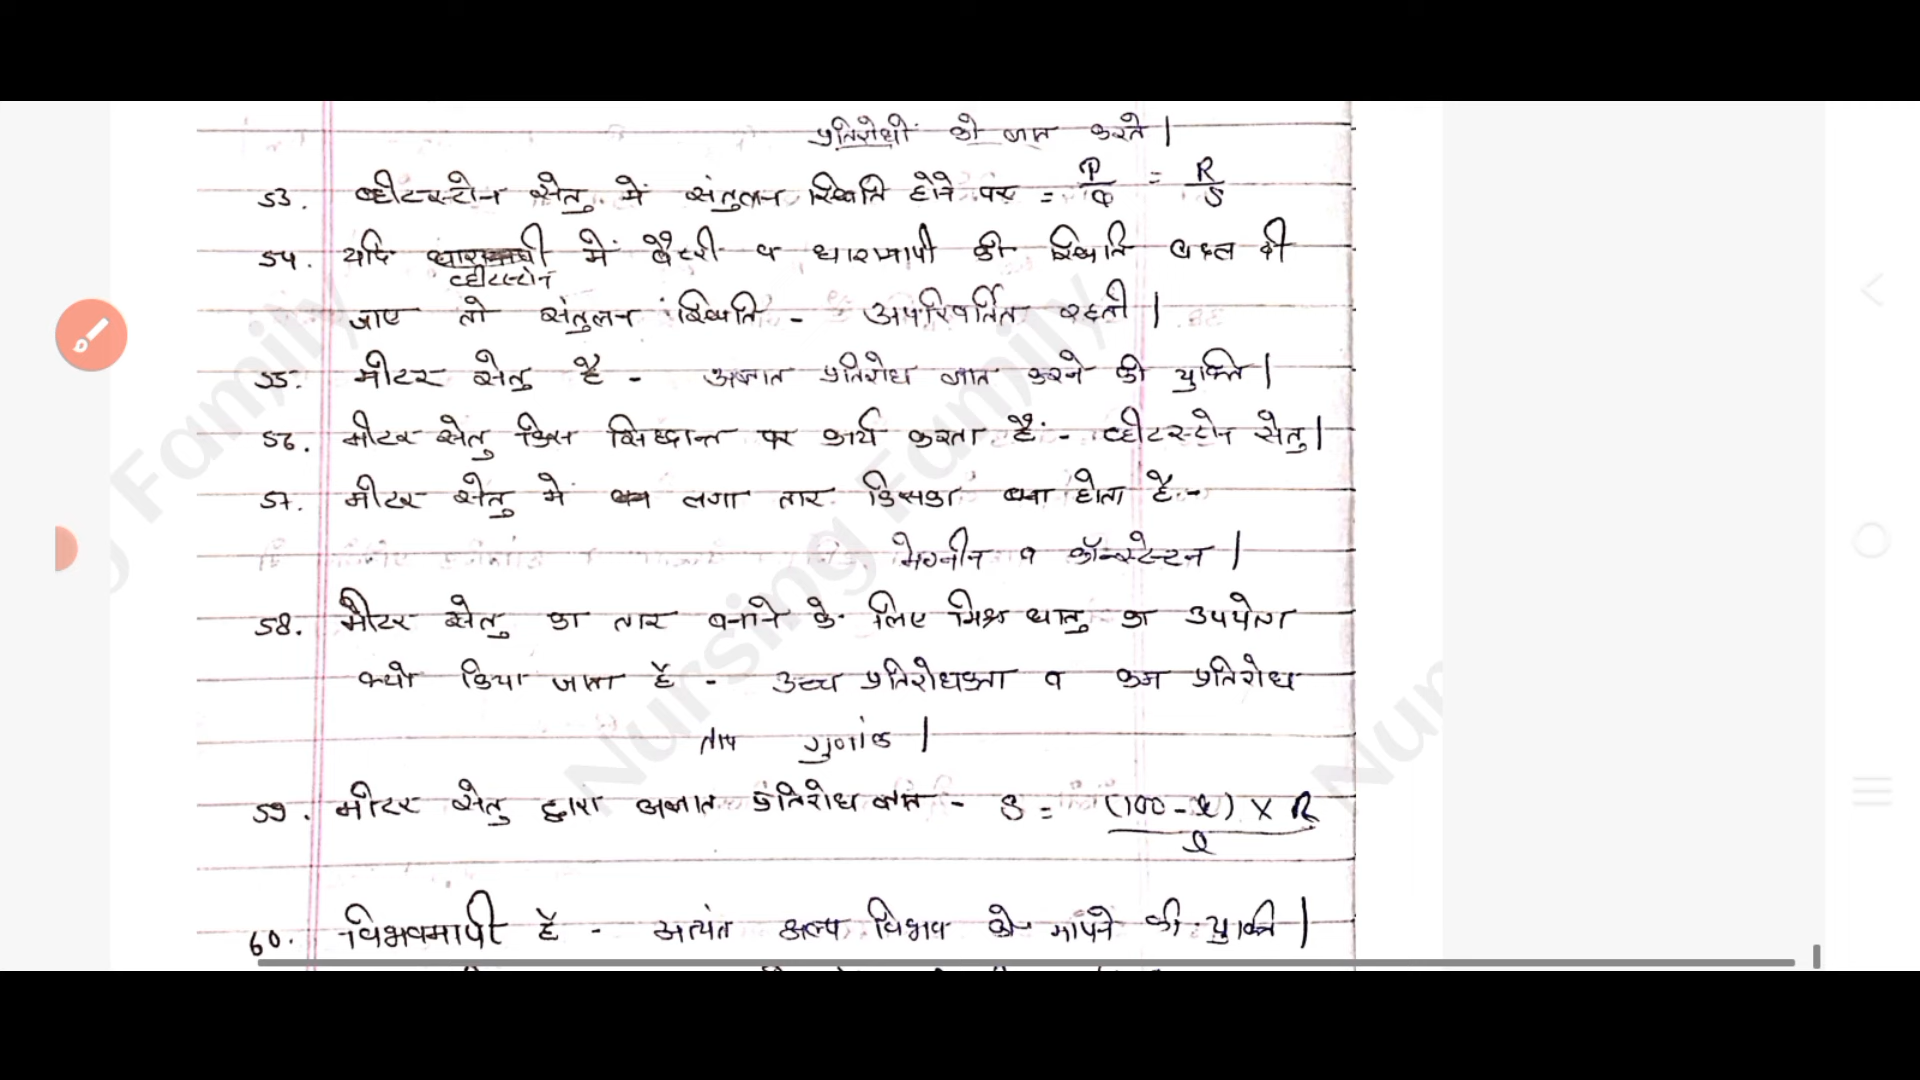 प्रतिरोधों को ज्ञात करते |
53. व्हीटस्टोन सेतु में संतुलन स्थिति होने पर = P/Q = R/S
54. यदि व्हीटस्टोन में बैटरी व धारामापी की स्थिति बदल दी
जाए तो संतुलन स्थिति - अपरिवर्तित रहती |
55. मीटर सेतु है - अज्ञात प्रतिरोध ज्ञात करने की युक्ति |
56. मीटर सेतु किस सिद्धान्त पर कार्य करता है - व्हीटस्टोन सेतु |
57. मीटर सेतु में लगा तार किसका बना होता है -
मेंग्नीन व कॉन्स्टेन्टन |
58. मीटर सेतु का तार बनाने के लिए मिश्र धातु का उपयोग
क्यों किया जाता है - उच्च प्रतिरोधकता व कम प्रतिरोध
ताप गुणांक |
59. मीटर सेतु द्वारा अज्ञात प्रतिरोध ज्ञात - S = (100 - l) × R / l
60. विभवमापी है - अत्यंत अल्प विभव को मापने की युक्ति |
Nursing Family